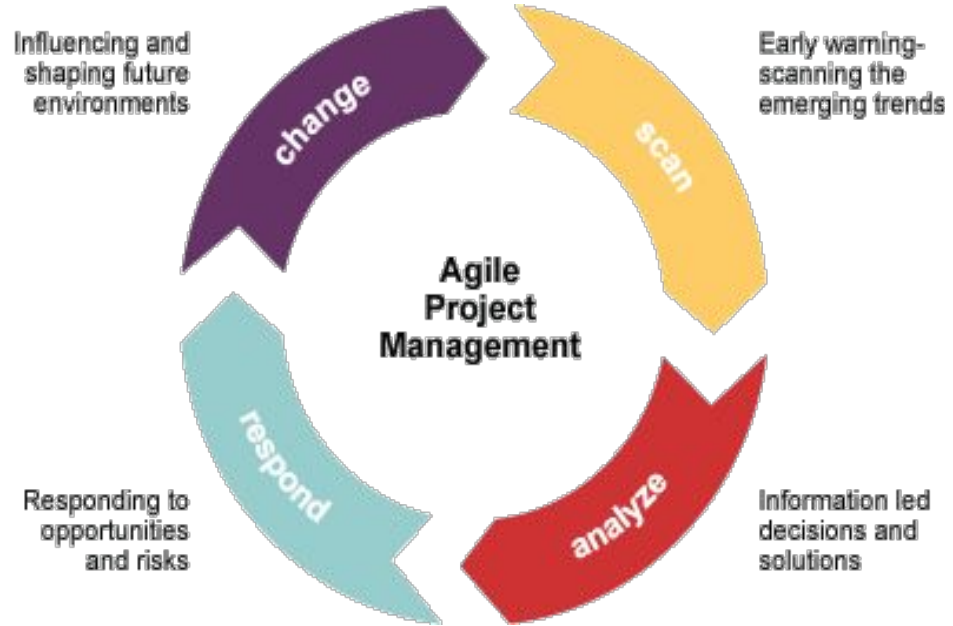 Influencing and
shaping future
environments
change
scan
Early warning-
scanning the
emerging trends
Agile
Project
Management
Responding to
opportunities
and risks
respond
analyze
Information led
decisions and
solutions